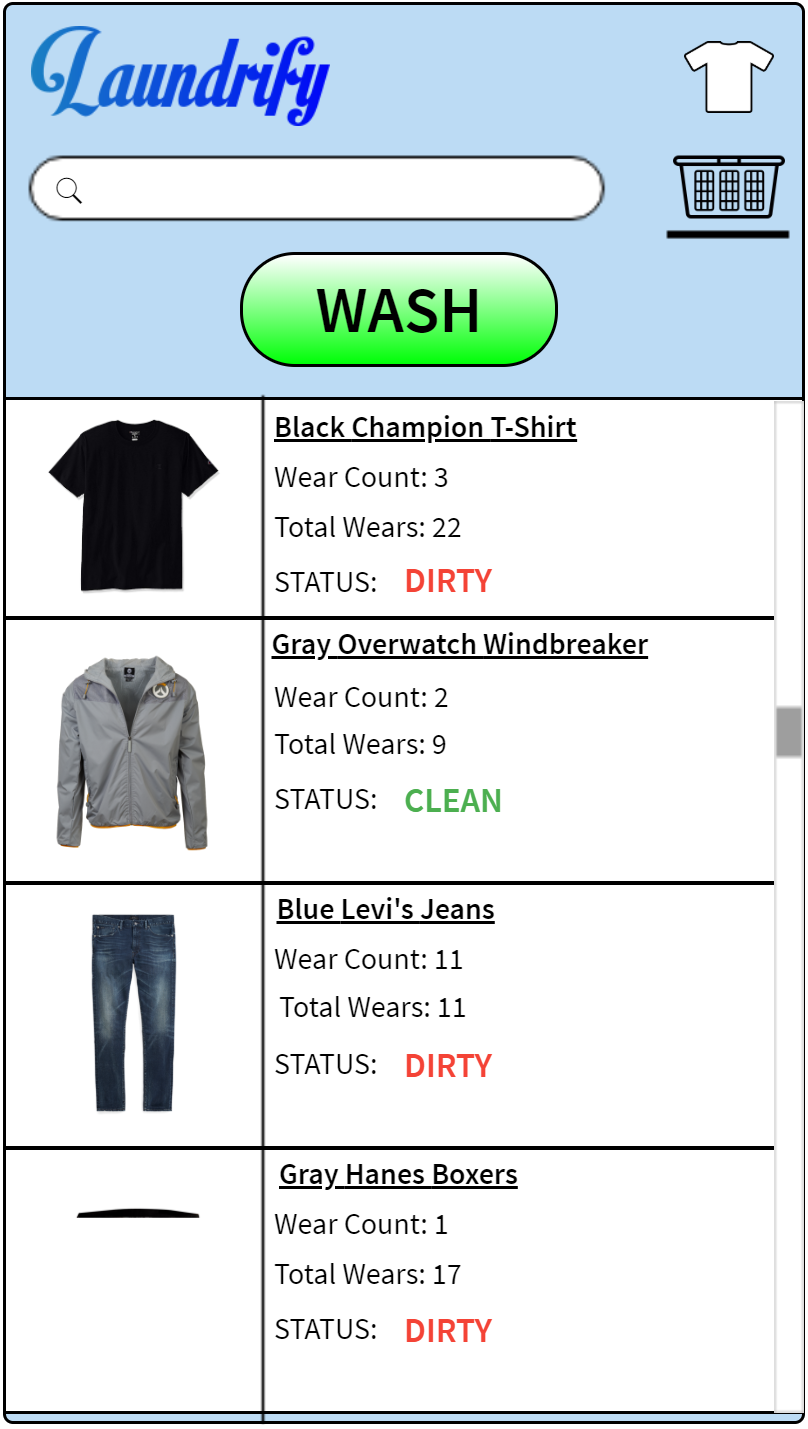 Laundrify
WASH
Black Champion T-Shirt
Wear Count: 3
Total Wears: 22
STATUS: DIRTY
Gray Overwatch Windbreaker
Wear Count: 2
Total Wears: 9
STATUS: CLEAN
Blue Levi's Jeans
Wear Count: 11
Total Wears: 11
STATUS: DIRTY
Gray Hanes Boxers
Wear Count: 1
Total Wears: 17
STATUS: DIRTY